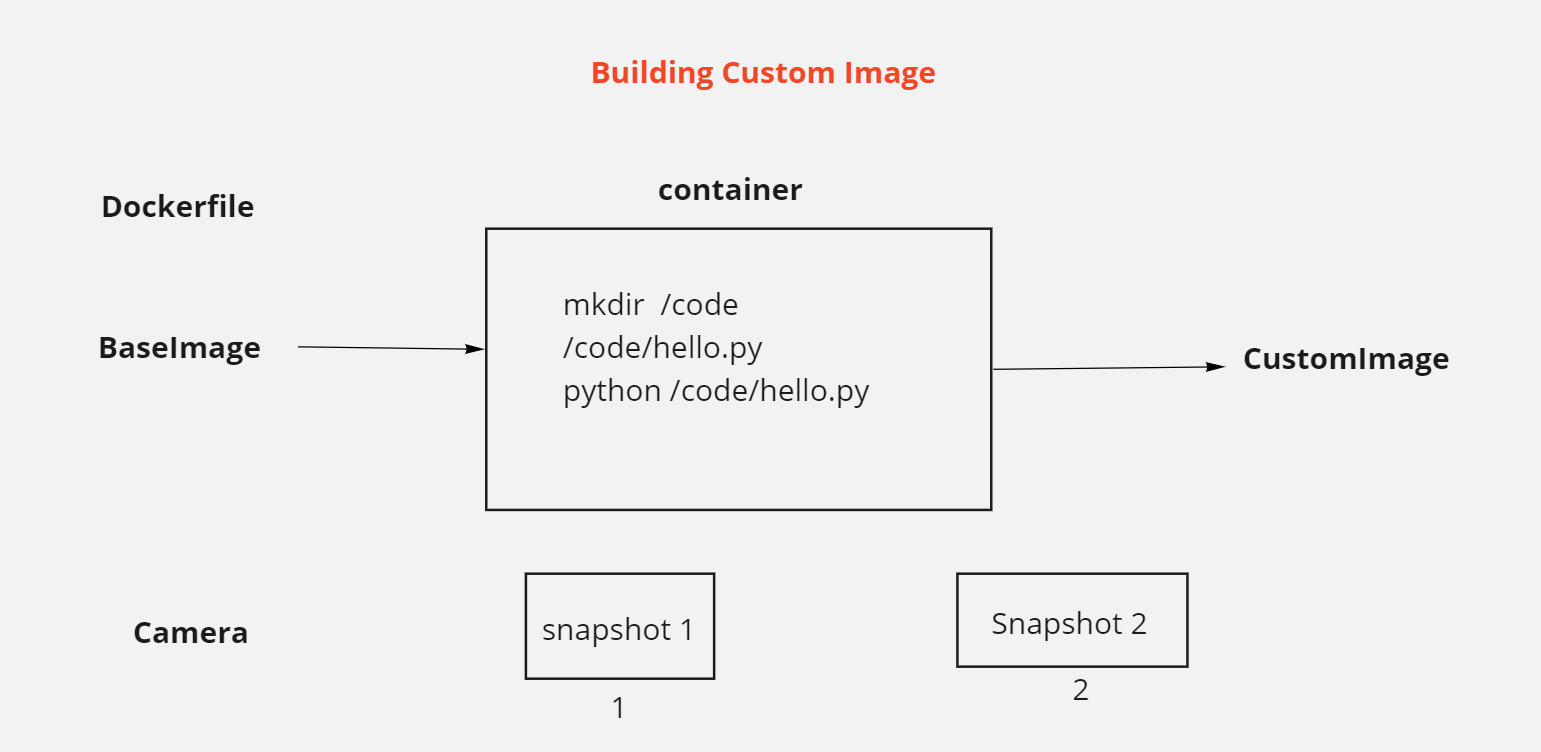 Building Custom Image
Dockerfile
container
mkdir  /code
/code/hello.py
python /code/hello.py
BaseImage
CustomImage
Camera
snapshot 1
Snapshot 2
1
2